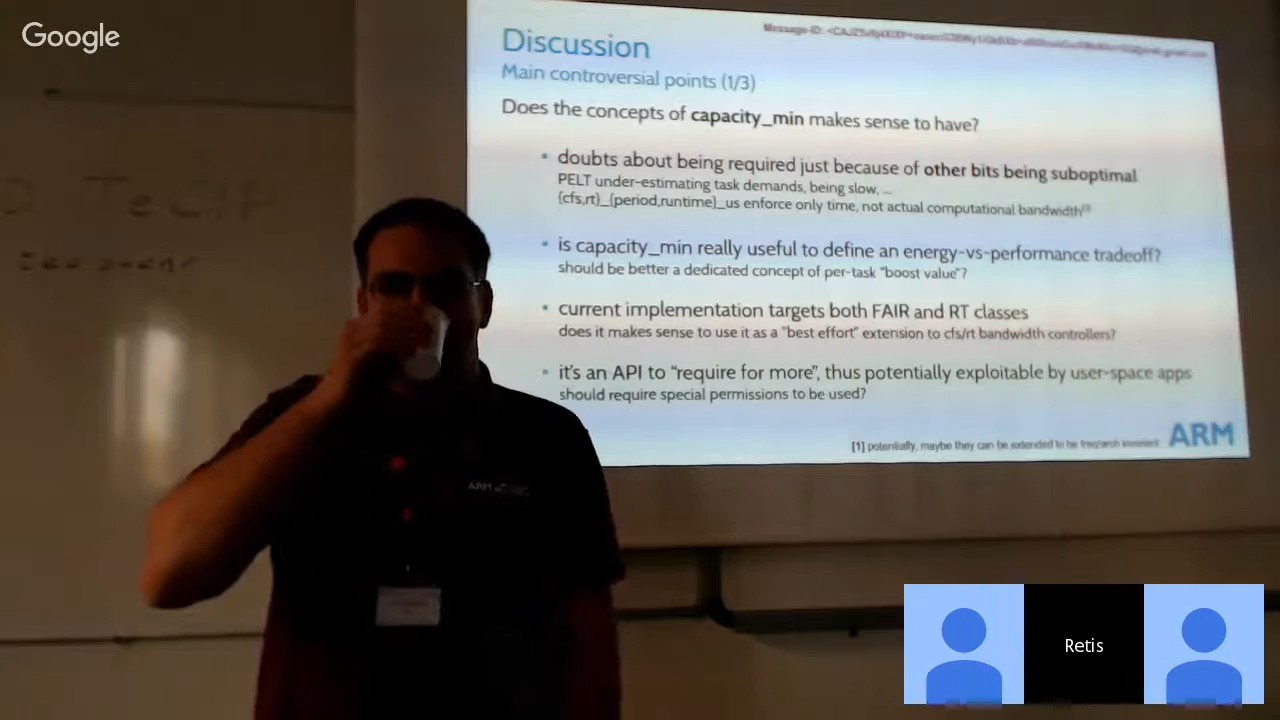 Google
Discussion
Message-ID:
Main controversial points (1/3)
Does the concepts of capacity_min makes sense to have?
• doubts about being required just because of other bits being suboptimal
PELT under-estimating task demands, being slow, ...
{cfs,rt}_{period,runtime}_us enforce only time, not actual computational bandwidth[1]
• is capacity_min really useful to define an energy-vs-performance tradeoff?
should be better a dedicated concept of per-task "boost value"?
• current implementation targets both FAIR and RT classes
does it makes sense to use it as a "best effort" extension to cfs/rt bandwidth controllers?
• it's an API to "require for more", thus potentially exploitable by user-space apps
should require special permissions to be used?
[1] potentially, maybe they can be extended to be
ARM
TeCIP
ARM
Retis